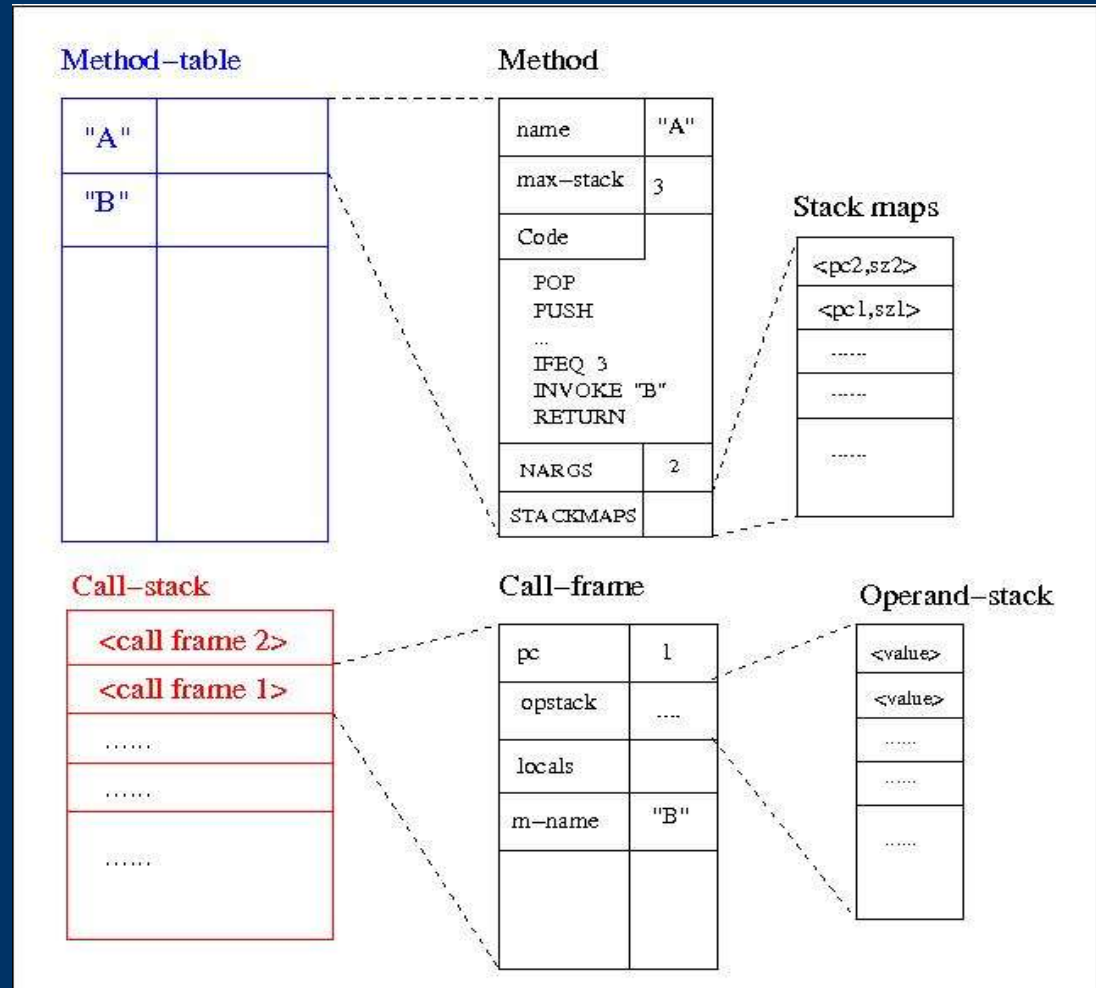 Method-table
"A"
"B"
Method
name "A"
max-stack 3
Code
POP
PUSH
...
IFEQ 3
INVOKE "B"
RETURN
NARGS 2
STACKMAPS
Stack maps
<pc2,sz2>
<pc1,sz1>
......
......
......
Call-stack
<call frame 2>
<call frame 1>
......
......
......
Call-frame
pc 1
opstack ....
locals
m-name "B"
Operand-stack
<value>
<value>
......
......
......